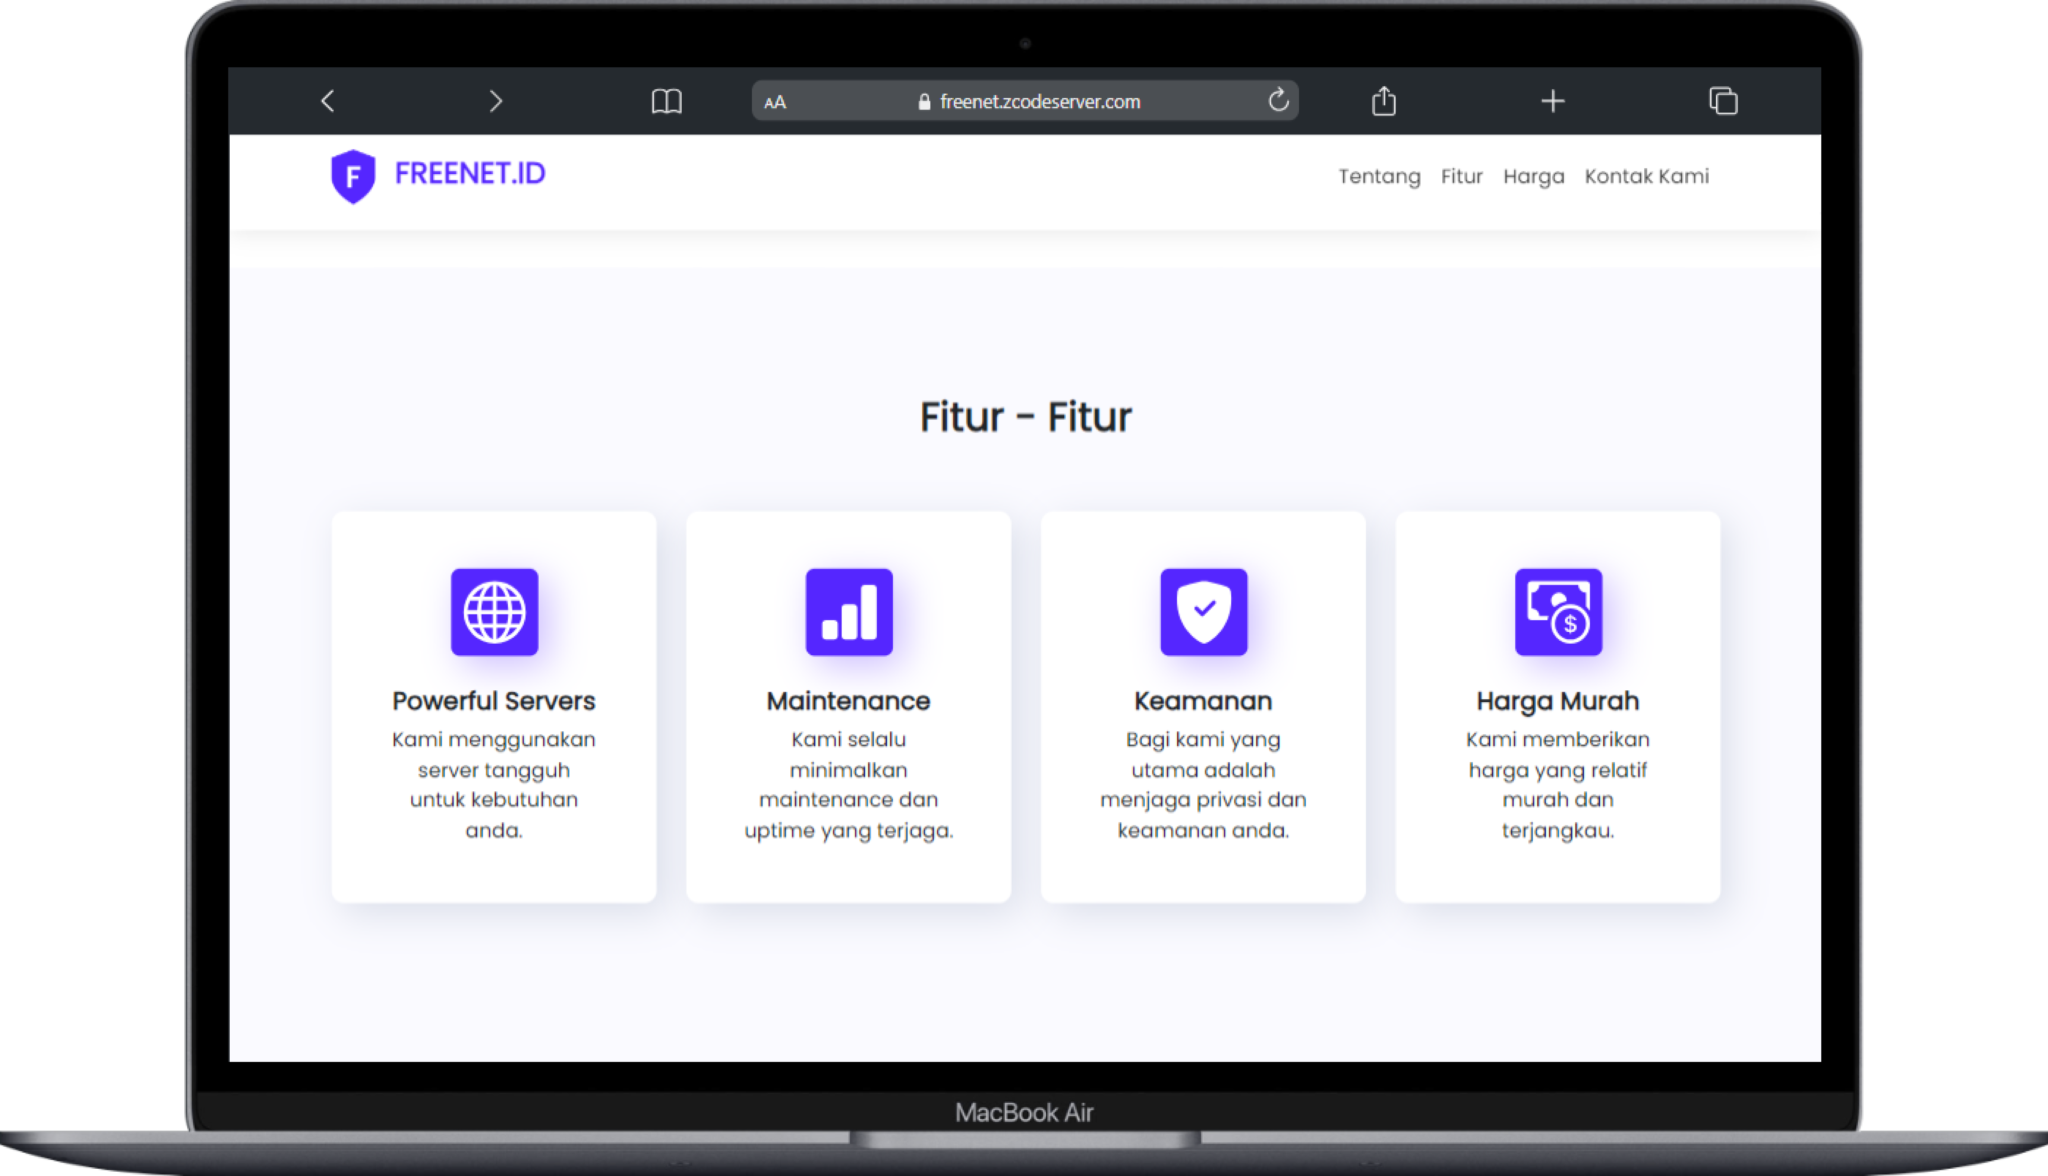 AA
freenet.zcodeserver.com
F
FREENET.ID
Tentang Fitur Harga Kontak Kami
Fitur - Fitur
Powerful Servers
Kami menggunakan
server tangguh
untuk kebutuhan
anda.
Maintenance
Kami selalu
minimalkan
maintenance dan
uptime yang terjaga.
Keamanan
Bagi kami yang
utama adalah
menjaga privasi dan
keamanan anda.
$
Harga Murah
Kami memberikan
harga yang relatif
murah dan
terjangkau.
MacBook Air